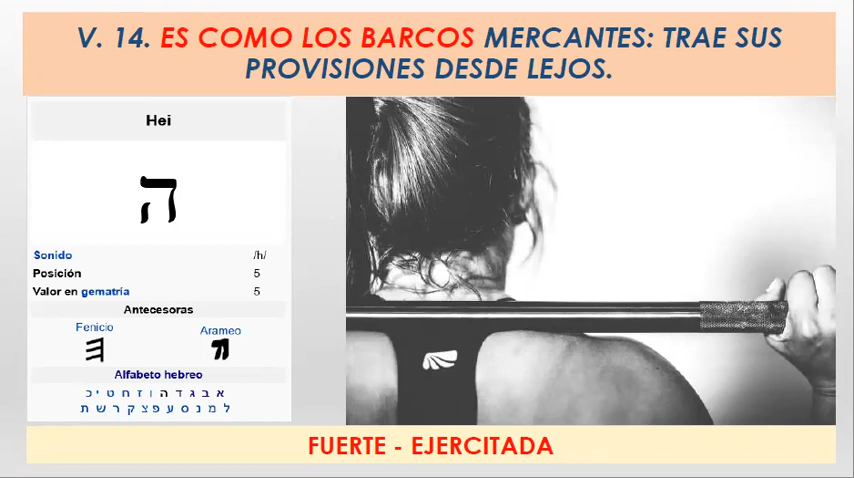 V. 14. ES COMO LOS BARCOS MERCANTES: TRAE SUS
PROVISIONES DESDE LEJOS.
Hei
ה
Sonido /h/
Posición 5
Valor en gematría 5
Antecesoras
Fenicio Arameo
𐤄 𐡄
Alfabeto hebreo
א ב ג ד ה ו ז ח ט י כ
ל מ נ ס ע פ צ ק ר ש ת
FUERTE - EJERCITADA